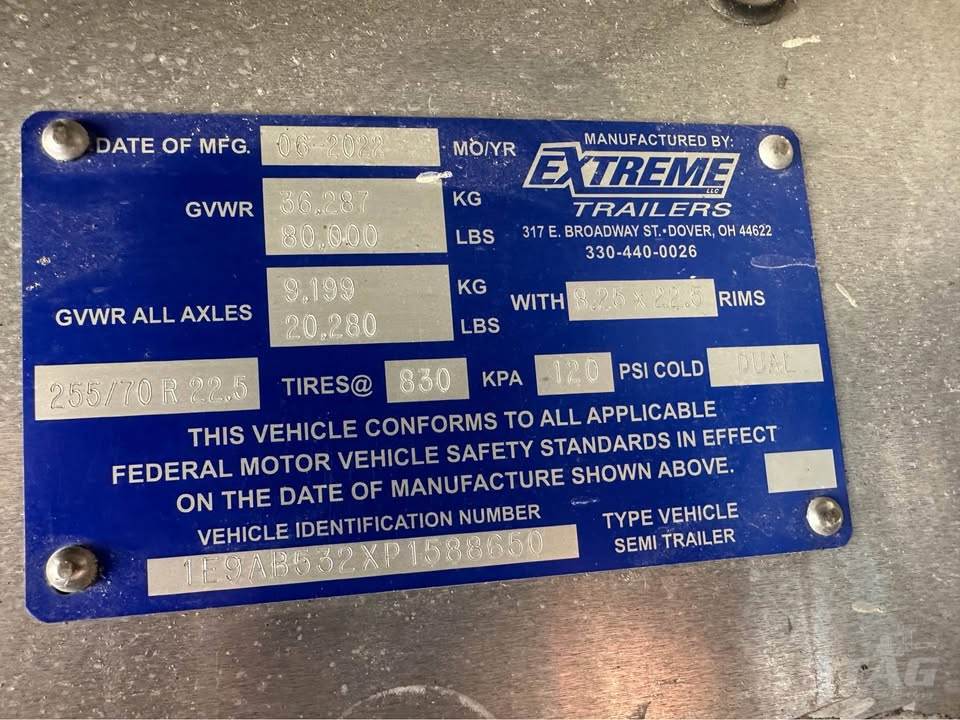 DATE OF MFG. 06-2022 MO/YR
MANUFACTURED BY:
EXTREME LLC
TRAILERS
317 E. BROADWAY ST.•DOVER, OH 44622
330-440-0026
GVWR 36,287 KG
80,000 LBS
GVWR ALL AXLES 9,199 KG
20,280 LBS
WITH 8.25 X 22.5 RIMS
255/70 R 22.5 TIRES@ 830 KPA 120 PSI COLD DUAL
THIS VEHICLE CONFORMS TO ALL APPLICABLE
FEDERAL MOTOR VEHICLE SAFETY STANDARDS IN EFFECT
ON THE DATE OF MANUFACTURE SHOWN ABOVE.
VEHICLE IDENTIFICATION NUMBER
1E9AB532XP1588650
TYPE VEHICLE
SEMI TRAILER